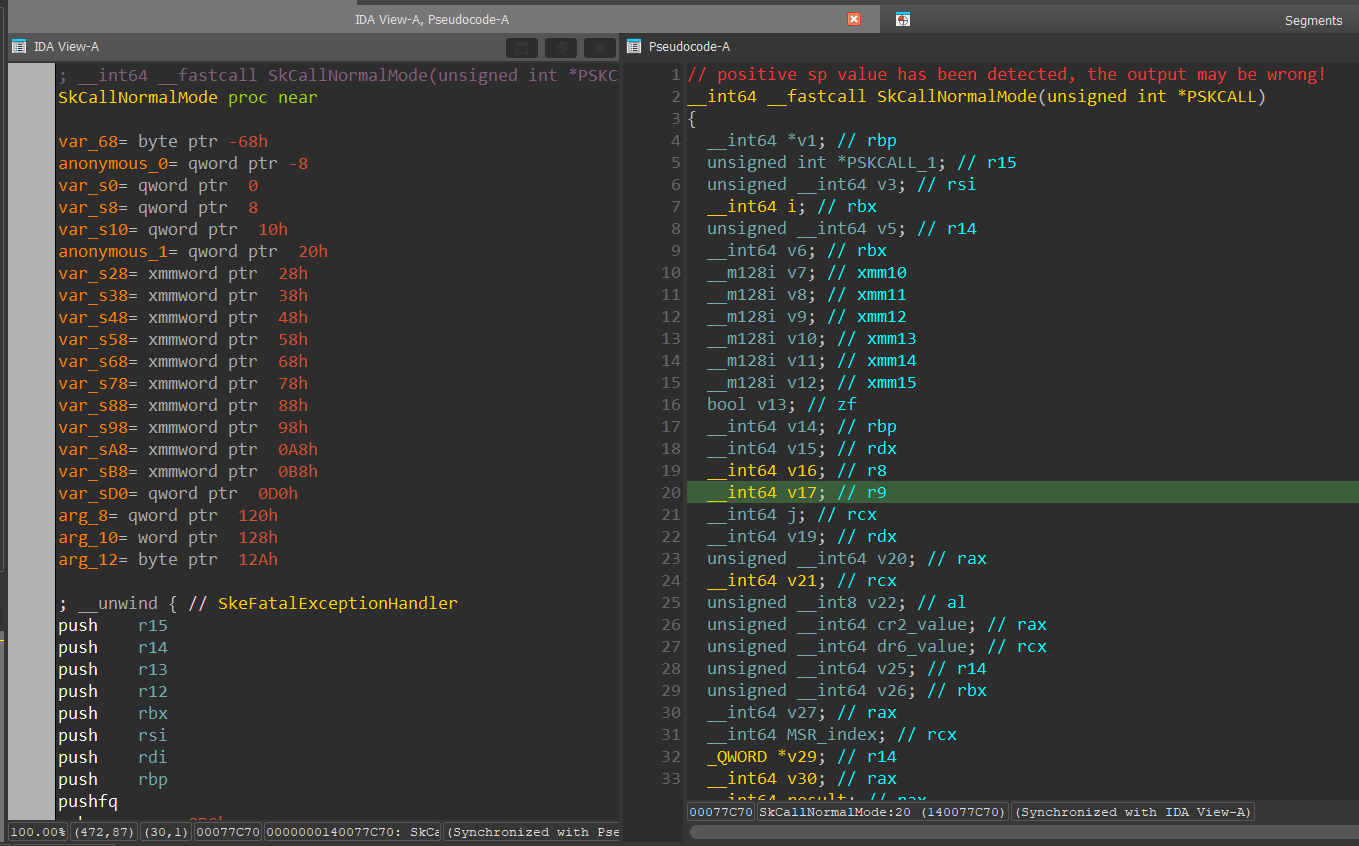 IDA View-A, Pseudocode-A
Segments
IDA View-A
; __int64 __fastcall SkCallNormalMode(unsigned int *PSKC
SkCallNormalMode proc near
var_68= byte ptr -68h
anonymous_0= qword ptr -8
var_s0= qword ptr  0
var_s8= qword ptr  8
var_s10= qword ptr  10h
anonymous_1= qword ptr  20h
var_s28= xmmword ptr  28h
var_s38= xmmword ptr  38h
var_s48= xmmword ptr  48h
var_s58= xmmword ptr  58h
var_s68= xmmword ptr  68h
var_s78= xmmword ptr  78h
var_s88= xmmword ptr  88h
var_s98= xmmword ptr  98h
var_sA8= xmmword ptr  0A8h
var_sB8= xmmword ptr  0B8h
var_sD0= qword ptr  0D0h
arg_8= qword ptr  120h
arg_10= word ptr  128h
arg_12= byte ptr  12Ah
; __unwind { // SkeFatalExceptionHandler
push    r15
push    r14
push    r13
push    r12
push    rbx
push    rsi
push    rdi
push    rbp
pushfq
100.00% (472,87) (30,1) 00077C70 0000000140077C70: SkCa (Synchronized with Pse
Pseudocode-A
1 // positive sp value has been detected, the output may be wrong!
2 __int64 __fastcall SkCallNormalMode(unsigned int *PSKCALL)
3 {
4 __int64 *v1; // rbp
5 unsigned int *PSKCALL_1; // r15
6 unsigned __int64 v3; // rsi
7 __int64 i; // rbx
8 unsigned __int64 v5; // r14
9 __int64 v6; // rbx
10 __m128i v7; // xmm10
11 __m128i v8; // xmm11
12 __m128i v9; // xmm12
13 __m128i v10; // xmm13
14 __m128i v11; // xmm14
15 __m128i v12; // xmm15
16 bool v13; // zf
17 __int64 v14; // rbp
18 __int64 v15; // rdx
19 __int64 v16; // r8
20 __int64 v17; // r9
21 __int64 j; // rcx
22 __int64 v19; // rdx
23 unsigned __int64 v20; // rax
24 __int64 v21; // rcx
25 unsigned __int8 v22; // al
26 unsigned __int64 cr2_value; // rax
27 unsigned __int64 dr6_value; // rcx
28 unsigned __int64 v25; // r14
29 unsigned __int64 v26; // rbx
30 __int64 v27; // rax
31 __int64 MSR_index; // rcx
32 _QWORD *v29; // r14
33 __int64 v30; // rax
__int64 result; // rax
00077C70 SkCallNormalMode:20 (140077C70) (Synchronized with IDA View-A)